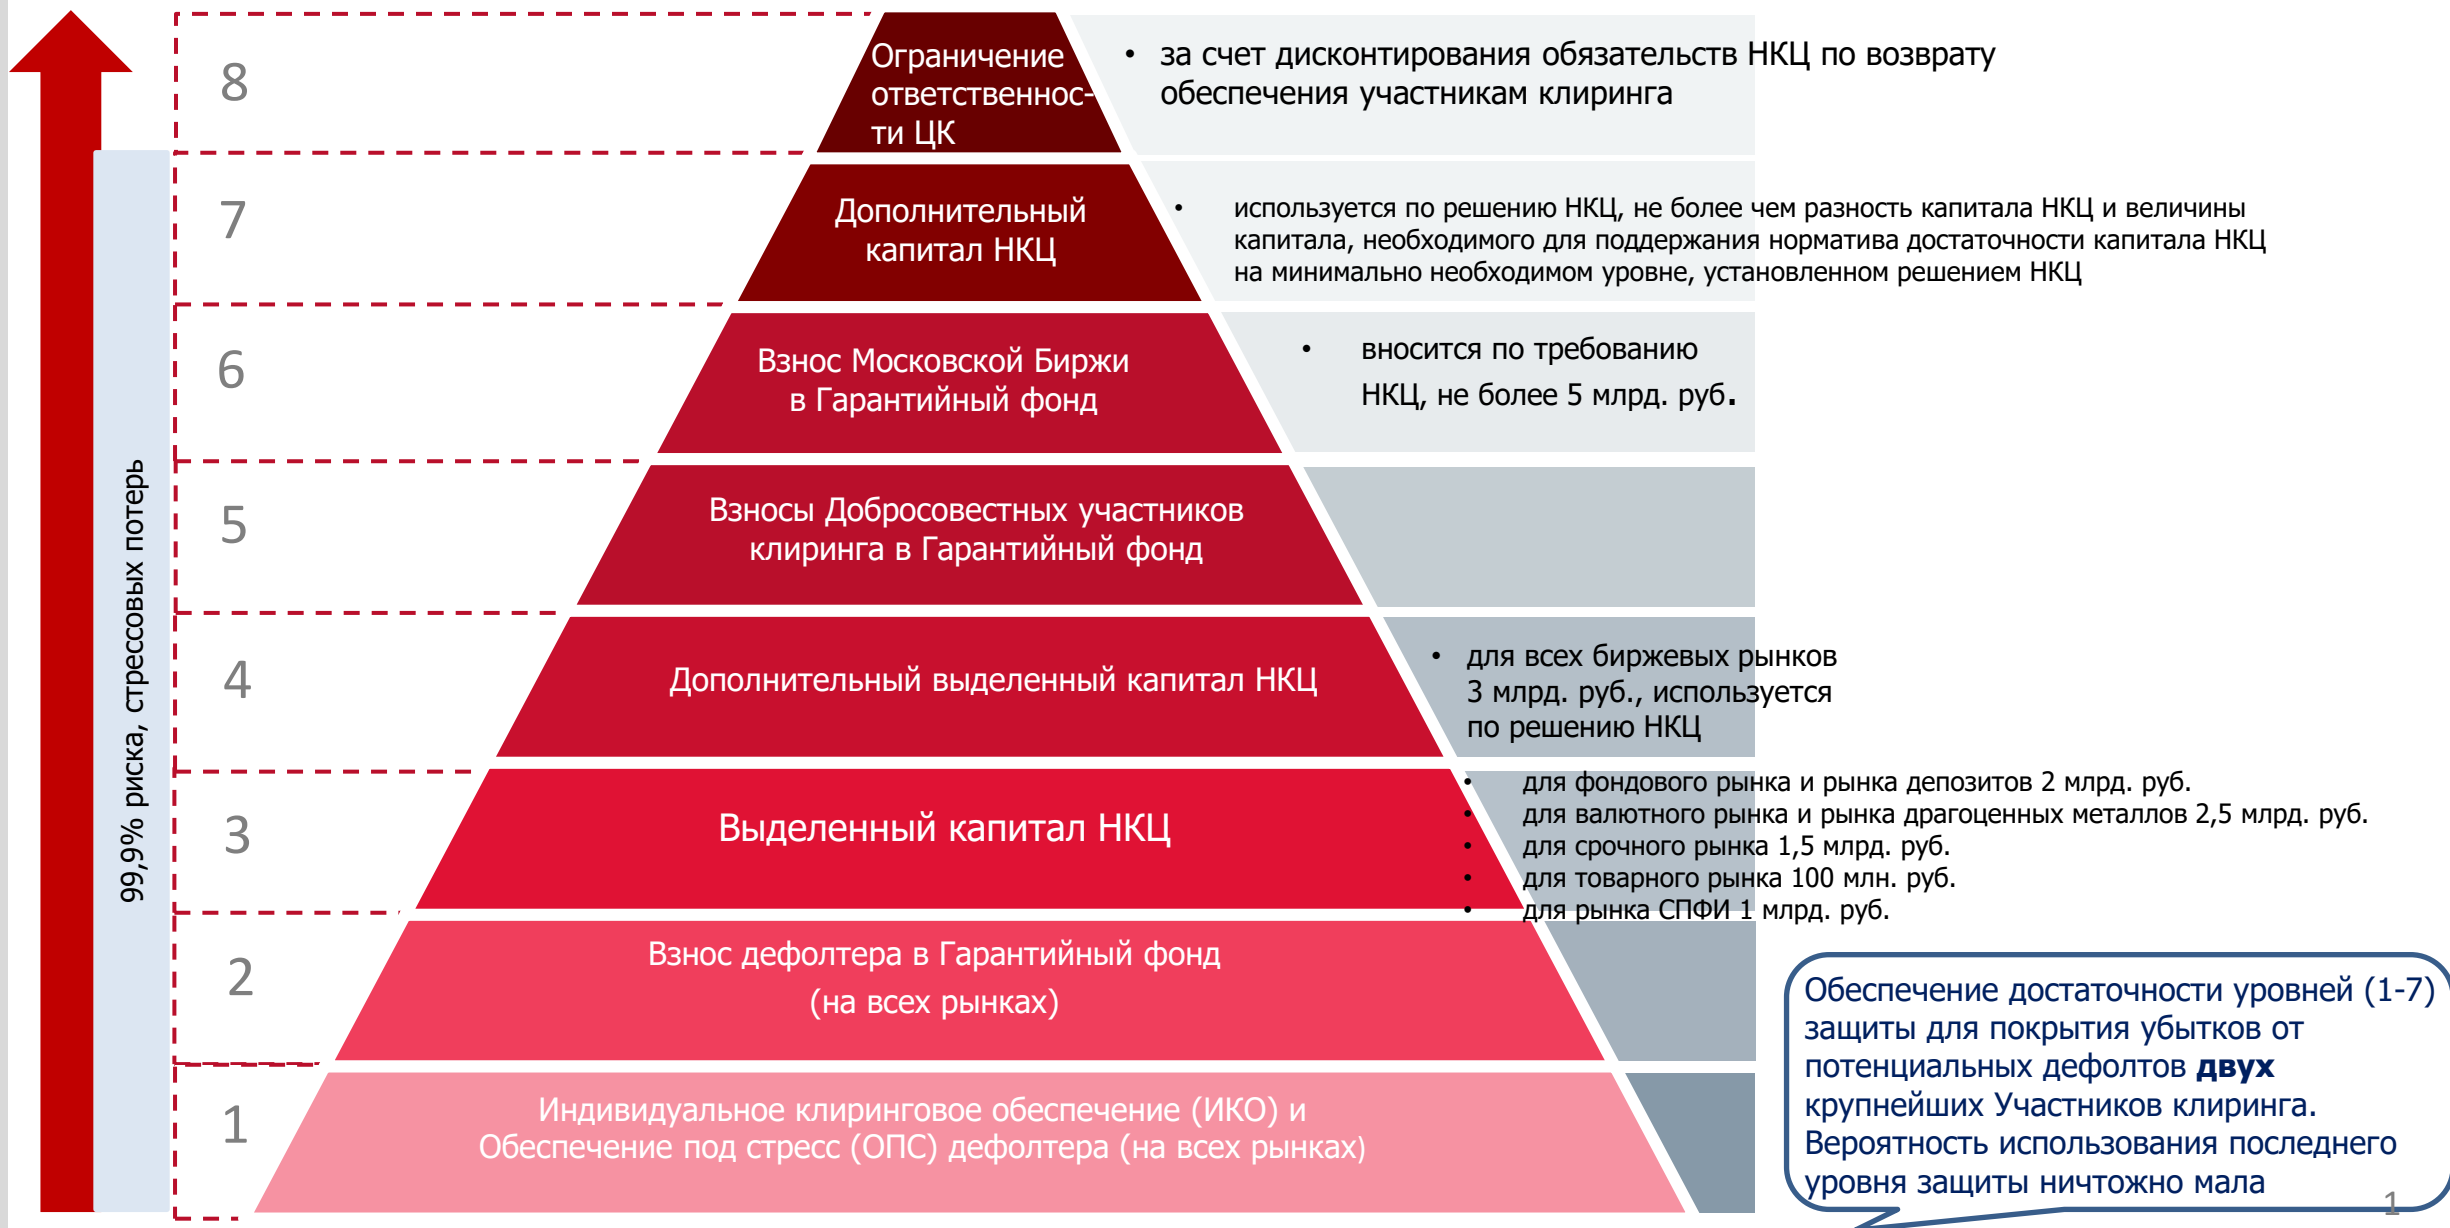 8
Ограничение
ответственнос-
ти ЦК
• за счет дисконтирования обязательств НКЦ по возврату
обеспечения участникам клиринга
7
Дополнительный
капитал НКЦ
• используется по решению НКЦ, не более чем разность капитала НКЦ и величины
капитала, необходимого для поддержания норматива достаточности капитала НКЦ
на минимально необходимом уровне, установленном решением НКЦ
6
Взнос Московской Биржи
в Гарантийный фонд
• вносится по требованию
НКЦ, не более 5 млрд. руб.
5
Взносы Добросовестных участников
клиринга в Гарантийный фонд
4
Дополнительный выделенный капитал НКЦ
• для всех биржевых рынков
3 млрд. руб., используется
по решению НКЦ
3
Выделенный капитал НКЦ
• для фондового рынка и рынка депозитов 2 млрд. руб.
• для валютного рынка и рынка драгоценных металлов 2,5 млрд. руб.
• для срочного рынка 1,5 млрд. руб.
• для товарного рынка 100 млн. руб.
• для рынка СПФИ 1 млрд. руб.
2
Взнос дефолтера в Гарантийный фонд
(на всех рынках)
1
Индивидуальное клиринговое обеспечение (ИКО) и
Обеспечение под стресс (ОПС) дефолтера (на всех рынках)
99,9% риска, стрессовых потерь
Обеспечение достаточности уровней (1-7)
защиты для покрытия убытков от
потенциальных дефолтов двух
крупнейших Участников клиринга.
Вероятность использования последнего
уровня защиты ничтожно мала
1